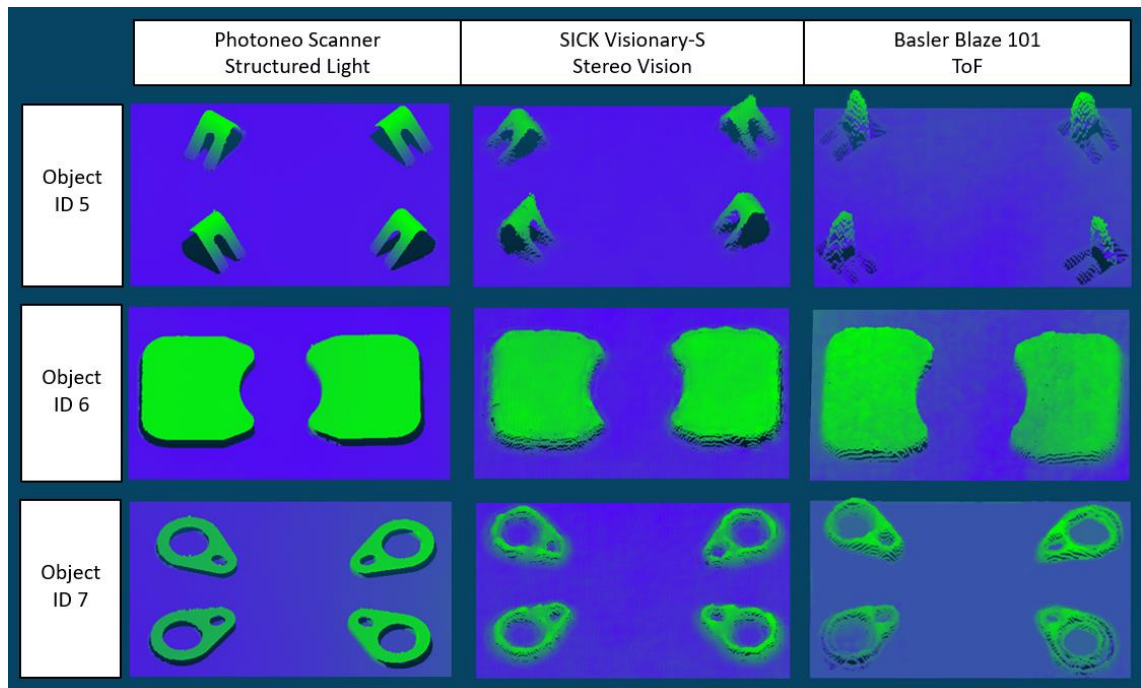 Photoneo Scanner
Structured Light
SICK Visionary-S
Stereo Vision
Basler Blaze 101
ToF
Object
ID 5
Object
ID 6
Object
ID 7